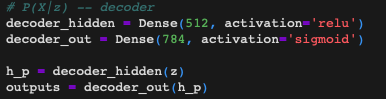 # P(X|z) -- decoder
decoder_hidden = Dense(512, activation='relu')
decoder_out = Dense(784, activation='sigmoid')
h_p = decoder_hidden(z)
outputs = decoder_out(h_p)